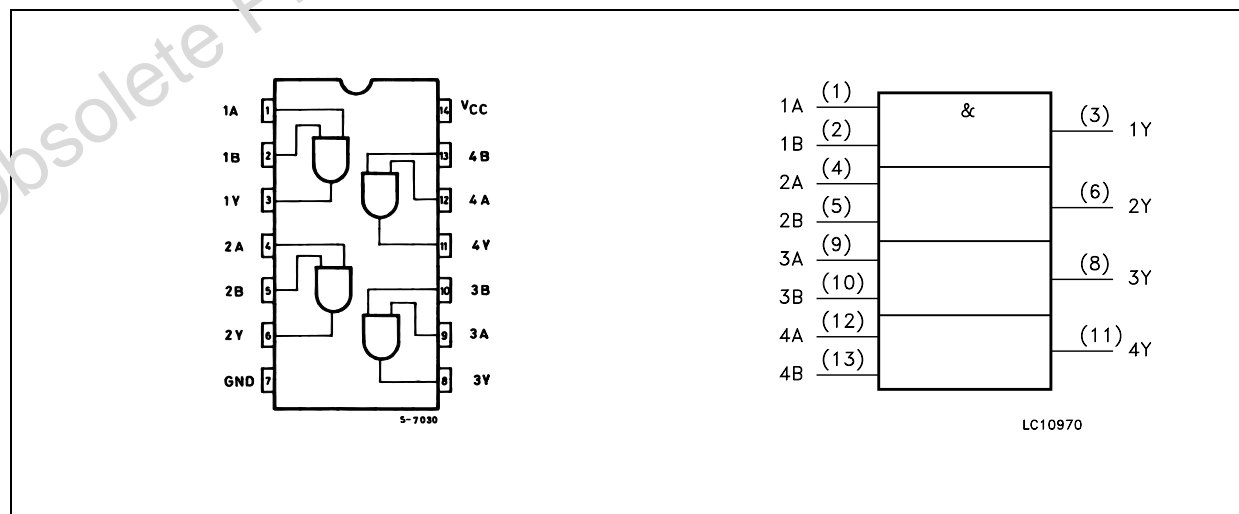 obsolete P
1A 1 14 VCC
1B 2 13 4B
1Y 3 12 4A
2A 4 11 4Y
2B 5 10 3B
2Y 6 9 3A
GND 7 8 3Y
S-7030
&
1A (1)
1B (2)
2A (4)
2B (5)
3A (9)
3B (10)
4A (12)
4B (13)
(3) 1Y
(6) 2Y
(8) 3Y
(11) 4Y
LC10970